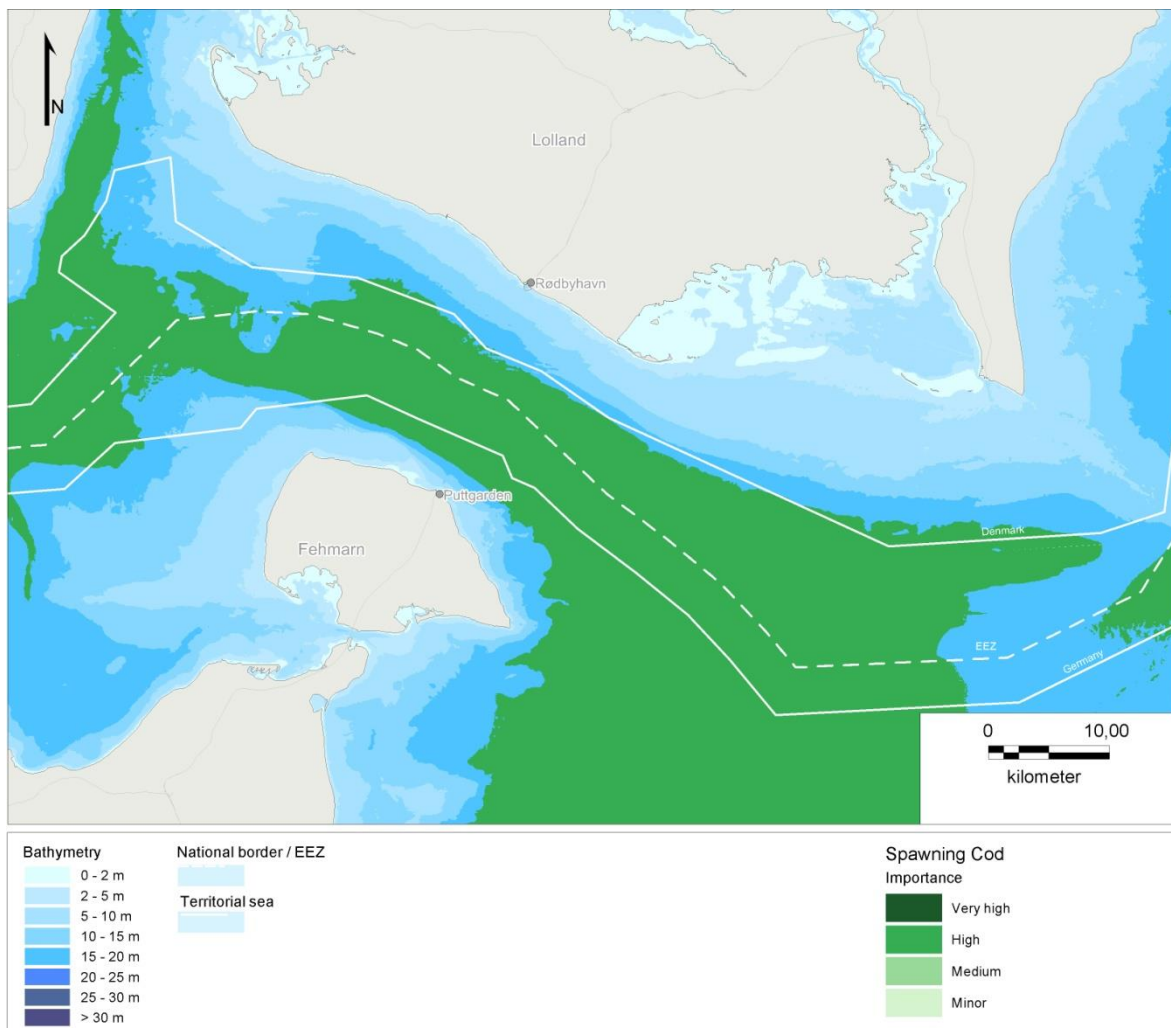 N
Lolland
Rødbyhavn
Puttgarden
Fehmarn
Denmark
EEZ
Germany
0 10,00
kilometer
Bathymetry
0 - 2 m
2 - 5 m
5 - 10 m
10 - 15 m
15 - 20 m
20 - 25 m
25 - 30 m
> 30 m
National border / EEZ
Territorial sea
Spawning Cod
Importance
Very high
High
Medium
Minor